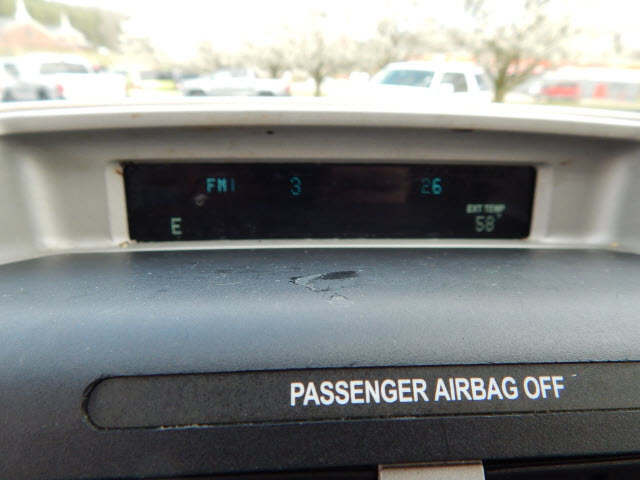 FM1 3 26
EXT TEMP
E 58°
PASSENGER AIRBAG OFF